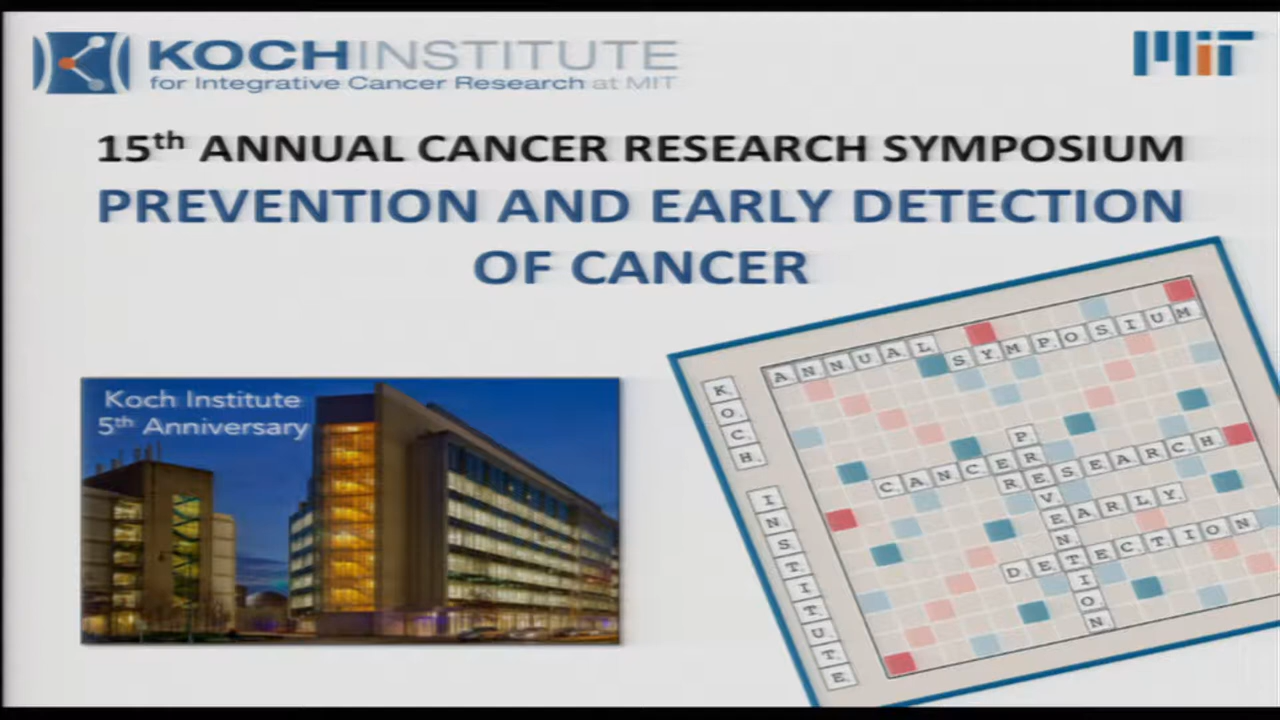 KOCH INSTITUTE
for Integrative Cancer Research at MIT
MIT
15th ANNUAL CANCER RESEARCH SYMPOSIUM
PREVENTION AND EARLY DETECTION
OF CANCER
Koch Institute
5th Anniversary
KOCH INSTITUTE
ANNUAL SYMPOSIUM
CANCER
RESEARCH
PREVENTION
EARLY
DETECTION